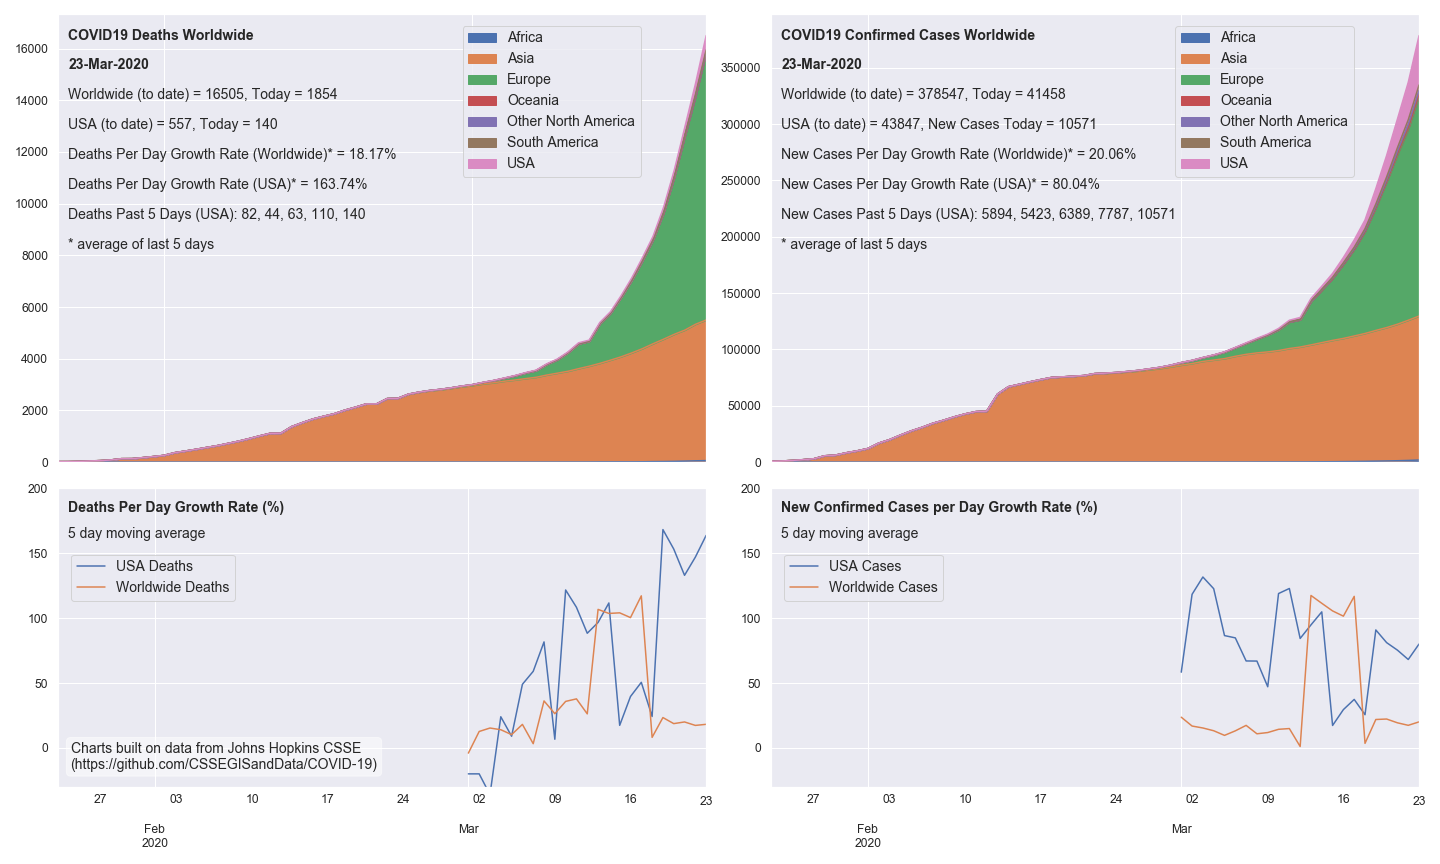 COVID19 Deaths Worldwide
23-Mar-2020
Worldwide (to date) = 16505, Today = 1854
USA (to date) = 557, Today = 140
Deaths Per Day Growth Rate (Worldwide)* = 18.17%
Deaths Per Day Growth Rate (USA)* = 163.74%
Deaths Past 5 Days (USA): 82, 44, 63, 110, 140
* average of last 5 days
Africa
Asia
Europe
Oceania
Other North America
South America
USA
16000
14000
12000
10000
8000
6000
4000
2000
0
COVID19 Confirmed Cases Worldwide
23-Mar-2020
Worldwide (to date) = 378547, Today = 41458
USA (to date) = 43847, New Cases Today = 10571
New Cases Per Day Growth Rate (Worldwide)* = 20.06%
New Cases Per Day Growth Rate (USA)* = 80.04%
New Cases Past 5 Days (USA): 5894, 5423, 6389, 7787, 10571
* average of last 5 days
Africa
Asia
Europe
Oceania
Other North America
South America
USA
350000
300000
250000
200000
150000
100000
50000
0
Deaths Per Day Growth Rate (%)
5 day moving average
USA Deaths
Worldwide Deaths
200
150
100
50
0
Charts built on data from Johns Hopkins CSSE
(https://github.com/CSSEGISandData/COVID-19)
27 03 10 17 24 02 09 16 23
Feb Mar
2020
New Confirmed Cases per Day Growth Rate (%)
5 day moving average
USA Cases
Worldwide Cases
200
150
100
50
0
27 03 10 17 24 02 09 16 23
Feb Mar
2020